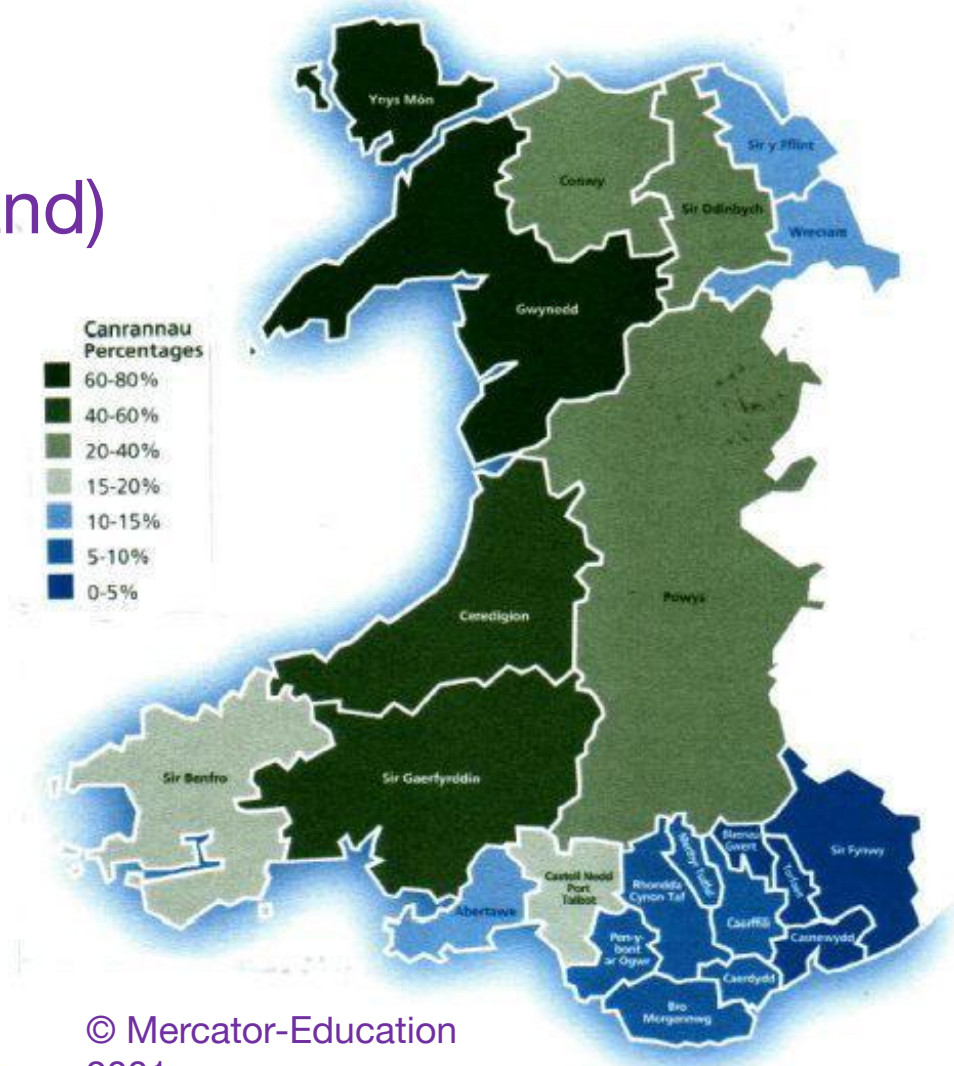 Ynys Môn
Sir y Fflint
Conwy
Sir Ddinbych
Wrecsam
Gwynedd
Canrannau
Percentages
60-80%
40-60%
20-40%
15-20%
10-15%
5-10%
0-5%
Ceredigion
Powys
Sir Benfro
Sir Gaerfyrddin
Abertawe
Castell Nedd
Port
Talbot
Rhondda
Cynon Taf
Merthyr Tudful
Blaenau
Gwent
Torfaen
Sir Fynwy
Caerffili
Casnewydd
Pen-y-
bont
ar Ogwr
Caerdydd
Bro
Morgannwg
© Mercator-Education